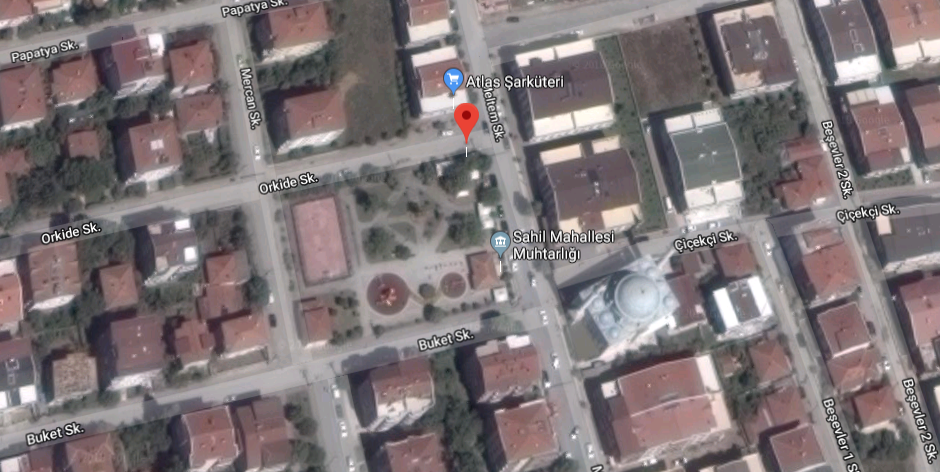 Papatya Sk.
Papatya Sk.
Mercan Sk.
Atlas Şarküteri
Meltem Sk.
Orkide Sk.
Orkide Sk.
Sahil Mahallesi
Muhtarlığı
Beşevler 2 Sk.
Çiçekçi Sk.
Çiçekçi Sk.
Buket Sk.
Buket Sk.
Beşevler 1 S
Beşevler 2 Sk.